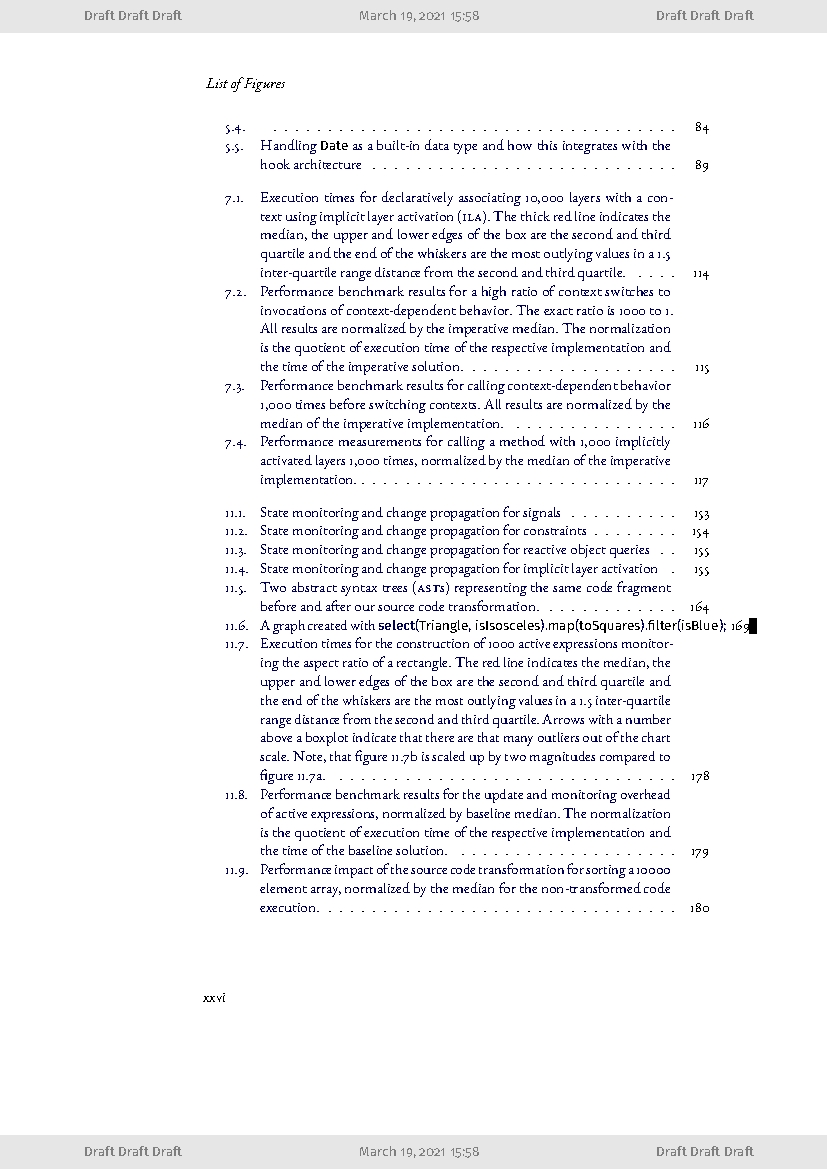 Draft Draft Draft March 19, 2021 15:58 Draft Draft Draft
List of Figures
5.4. . . . . . . . . . . . . . . . . . . . . . . . . . . . . . . . . . . . . . 84
5.5. Handling Date as a built-in data type and how this integrates with the
hook architecture . . . . . . . . . . . . . . . . . . . . . . . . . . . . 89
7.1. Execution times for declaratively associating 10,000 layers with a con-
text using implicit layer activation (ILA). The thick red line indicates the
median, the upper and lower edges of the box are the second and third
quartile and the end of the whiskers are the most outlying values in a 1.5
inter-quartile range distance from the second and third quartile. . . . . 114
7.2. Performance benchmark results for a high ratio of context switches to
invocations of context-dependent behavior. The exact ratio is 1000 to 1.
All results are normalized by the imperative median. The normalization
is the quotient of execution time of the respective implementation and
the time of the imperative solution. . . . . . . . . . . . . . . . . . . . 115
7.3. Performance benchmark results for calling context-dependent behavior
1,000 times before switching contexts. All results are normalized by the
median of the imperative implementation. . . . . . . . . . . . . . . . 116
7.4. Performance measurements for calling a method with 1,000 implicitly
activated layers 1,000 times, normalized by the median of the imperative
implementation. . . . . . . . . . . . . . . . . . . . . . . . . . . . . . 117
11.1. State monitoring and change propagation for signals . . . . . . . . . . 153
11.2. State monitoring and change propagation for constraints . . . . . . . . 154
11.3. State monitoring and change propagation for reactive object queries . . 155
11.4. State monitoring and change propagation for implicit layer activation . 155
11.5. Two abstract syntax trees (ASTs) representing the same code fragment
before and after our source code transformation. . . . . . . . . . . . . 164
11.6. A graph created with select(Triangle, isIsosceles).map(toSquares).filter(isBlue); 169
11.7. Execution times for the construction of 1000 active expressions monitor-
ing the aspect ratio of a rectangle. The red line indicates the median, the
upper and lower edges of the box are the second and third quartile and
the end of the whiskers are the most outlying values in a 1.5 inter-quartile
range distance from the second and third quartile. Arrows with a number
above a boxplot indicate that there are that many outliers out of the chart
scale. Note, that figure 11.7b is scaled up by two magnitudes compared to
figure 11.7a. . . . . . . . . . . . . . . . . . . . . . . . . . . . . . . . 178
11.8. Performance benchmark results for the update and monitoring overhead
of active expressions, normalized by baseline median. The normalization
is the quotient of execution time of the respective implementation and
the time of the baseline solution. . . . . . . . . . . . . . . . . . . . . 179
11.9. Performance impact of the source code transformation for sorting a 10000
element array, normalized by the median for the non-transformed code
execution. . . . . . . . . . . . . . . . . . . . . . . . . . . . . . . . . 180
xxvi
Draft Draft Draft March 19, 2021 15:58 Draft Draft Draft